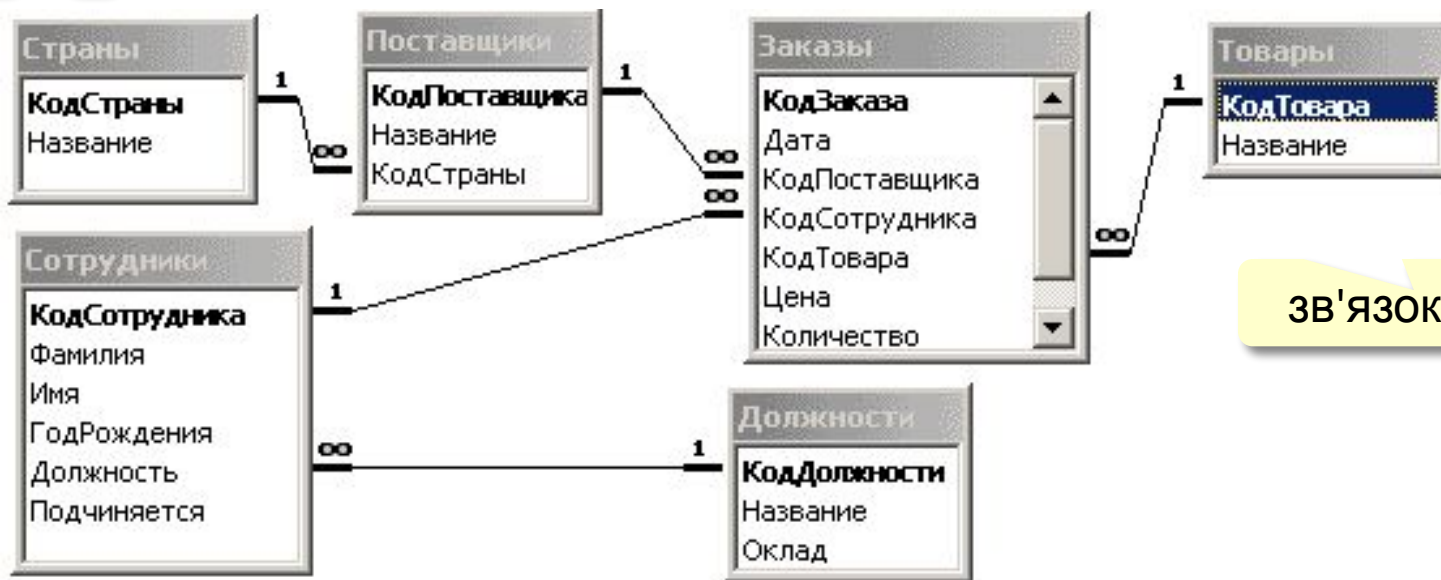 Страны
КодСтраны
Название
1
∞
Поставщики
КодПоставщика
Название
КодСтраны
1
∞
∞
Заказы
КодЗаказа
Дата
КодПоставщика
КодСотрудника
КодТовара
Цена
Количество
1
∞
Товары
КодТовара
Название
зв'язок
Сотрудники
КодСотрудника
Фамилия
Имя
ГодРождения
Должность
Подчиняется
1
∞
1
Должности
КодДолжности
Название
Оклад